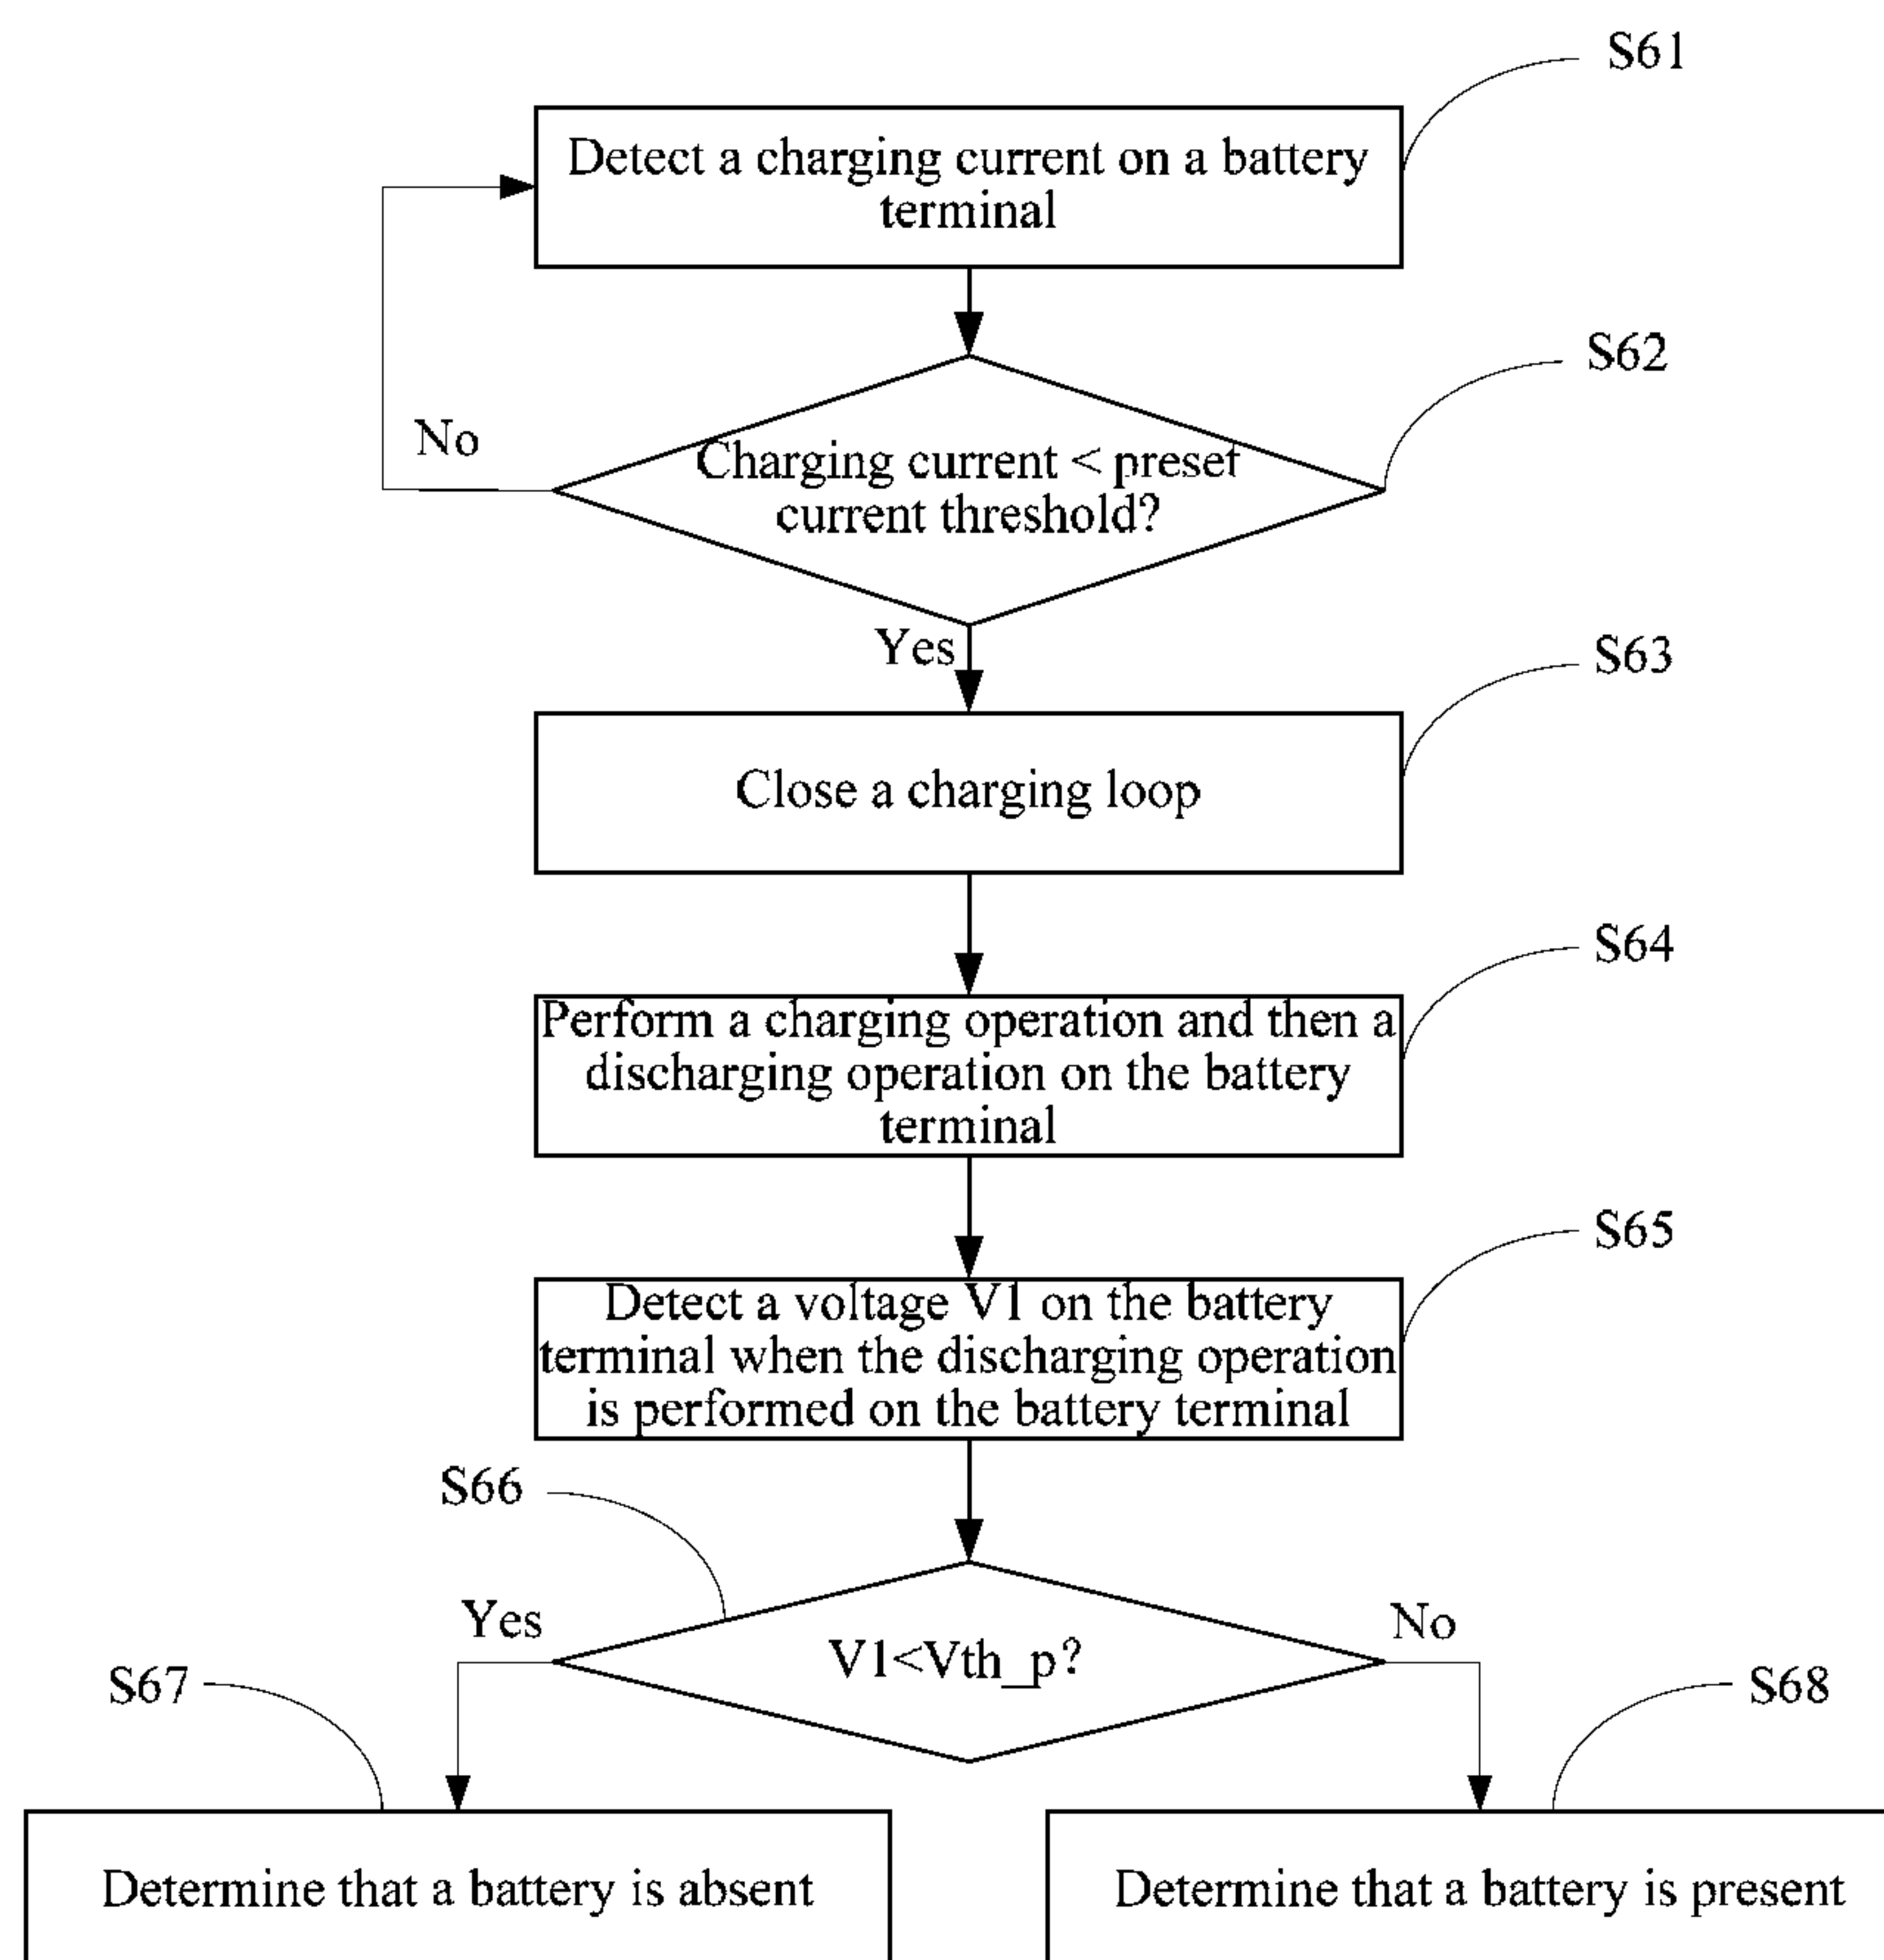 S61
Detect a charging current on a battery
terminal
S62
No
Charging current < preset
current threshold?
Yes
S63
Close a charging loop
S64
Perform a charging operation and then a
discharging operation on the battery
terminal
S65
Detect a voltage V1 on the battery
terminal when the discharging operation
is performed on the battery terminal
S66
Yes
No
V1<Vth_p?
S67
S68
Determine that a battery is absent
Determine that a battery is present